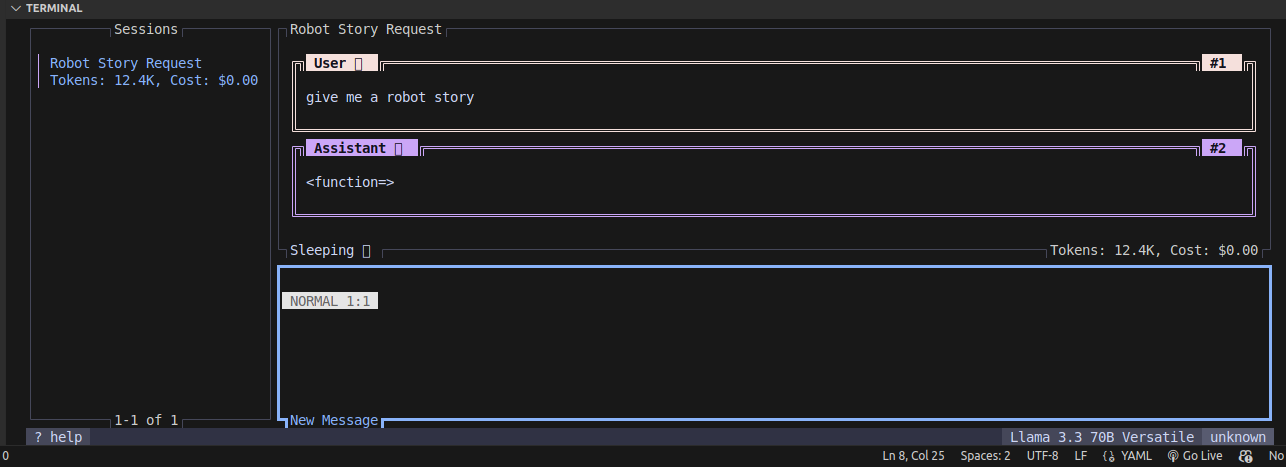 TERMINAL
Sessions
Robot Story Request
Tokens: 12.4K, Cost: $0.00
1-1 of 1
Robot Story Request
User
#1
give me a robot story
Assistant
#2
<function=>
Sleeping
Tokens: 12.4K, Cost: $0.00
NORMAL 1:1
New Message
? help
Llama 3.3 70B Versatile
unknown
0
Ln 8, Col 25
Spaces: 2
UTF-8
LF
YAML
Go Live
No